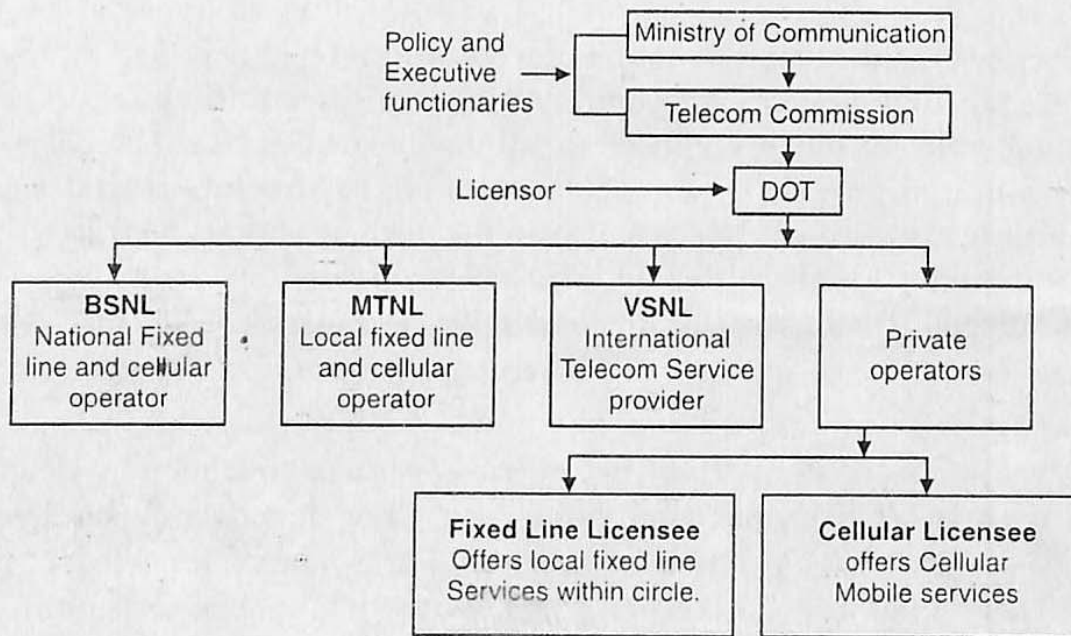 Ministry of Communication
Policy and
Executive
functionaries
Telecom Commission
Licensor
DOT
BSNL
National Fixed
line and cellular
operator
MTNL
Local fixed line
and cellular
operator
VSNL
International
Telecom Service
provider
Private
operators
Fixed Line Licensee
Offers local fixed line
Services within circle.
Cellular Licensee
offers Cellular
Mobile services